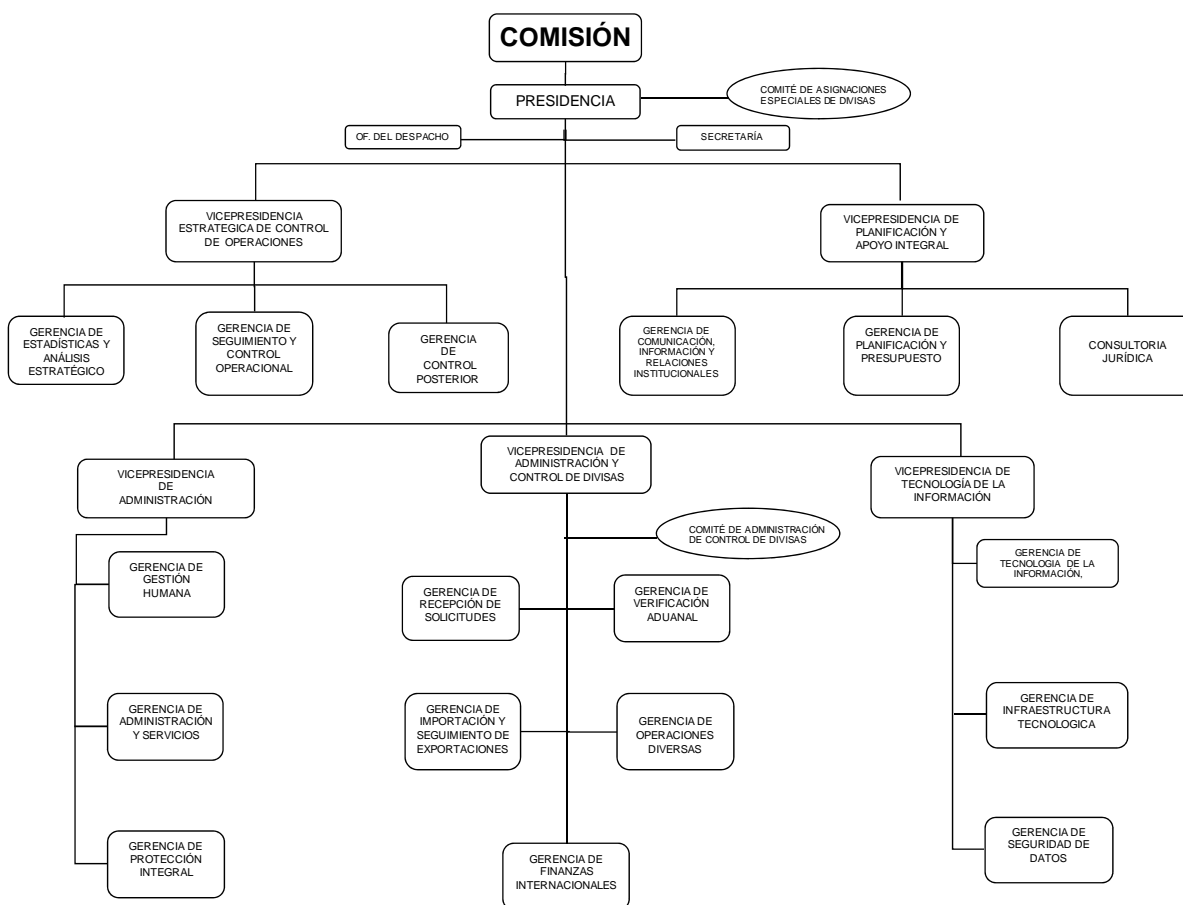 COMISIÓN
PRESIDENCIA
COMITÉ DE ASIGNACIONES
ESPECIALES DE DIVISAS
OF. DEL DESPACHO
SECRETARÍA
VICEPRESIDENCIA
ESTRATEGICA DE CONTROL
DE OPERACIONES
VICEPRESIDENCIA DE
PLANIFICACIÓN Y
APOYO INTEGRAL
GERENCIA DE
ESTADÍSTICAS Y
ANÁLISIS
ESTRATÉGICO
GERENCIA DE
SEGUIMIENTO Y
CONTROL
OPERACIONAL
GERENCIA
DE
CONTROL
POSTERIOR
GERENCIA DE
COMUNICACIÓN,
INFORMACIÓN Y
RELACIONES
INSTITUCIONALES
GERENCIA DE
PLANIFICACIÓN Y
PRESUPUESTO
CONSULTORIA
JURÍDICA
VICEPRESIDENCIA
DE
ADMINISTRACIÓN
VICEPRESIDENCIA DE
ADMINISTRACIÓN Y
CONTROL DE DIVISAS
VICEPRESIDENCIA DE
TECNOLOGÍA DE LA
INFORMACIÓN
COMITÉ DE ADMINISTRACIÓN
DE CONTROL DE DIVISAS
GERENCIA DE
GESTIÓN
HUMANA
GERENCIA DE
RECEPCIÓN DE
SOLICITUDES
GERENCIA DE
VERIFICACIÓN
ADUANAL
GERENCIA DE
TECNOLOGIA DE LA
INFORMACIÓN,
GERENCIA DE
ADMINISTRACIÓN
Y SERVICIOS
GERENCIA DE
IMPORTACIÓN Y
SEGUIMIENTO DE
EXPORTACIONES
GERENCIA DE
OPERACIONES
DIVERSAS
GERENCIA DE
INFRAESTRUCTURA
TECNOLOGICA
GERENCIA DE
PROTECCIÓN
INTEGRAL
GERENCIA DE
FINANZAS
INTERNACIONALES
GERENCIA DE
SEGURIDAD DE
DATOS